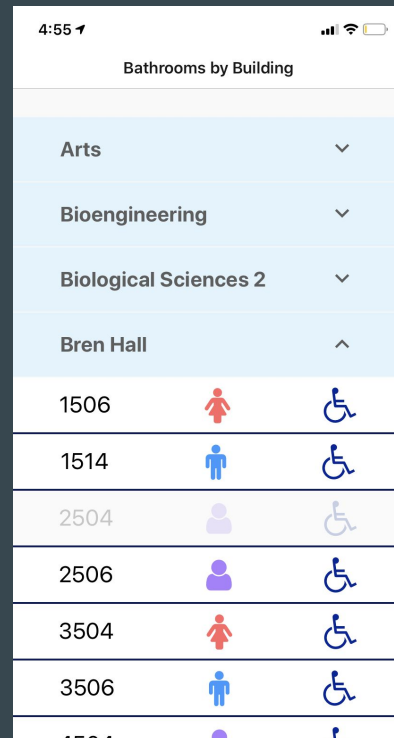 4:55
Bathrooms by Building
Arts
Bioengineering
Biological Sciences 2
Bren Hall
1506
1514
2504
2506
3504
3506